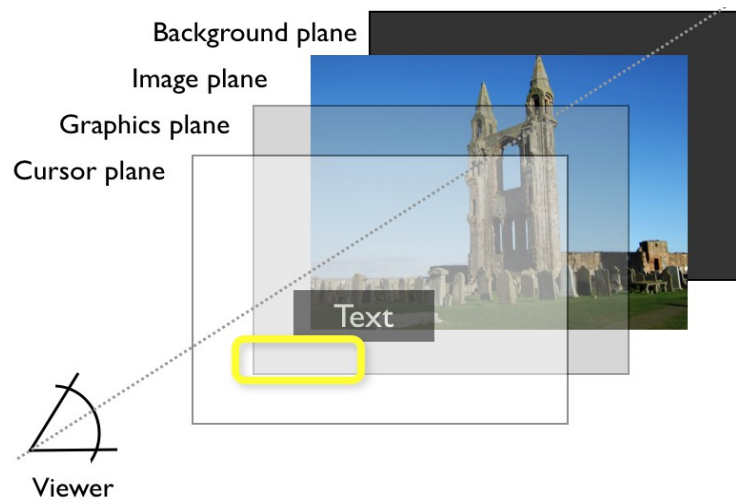 Background plane
Image plane
Graphics plane
Cursor plane
Text
Viewer